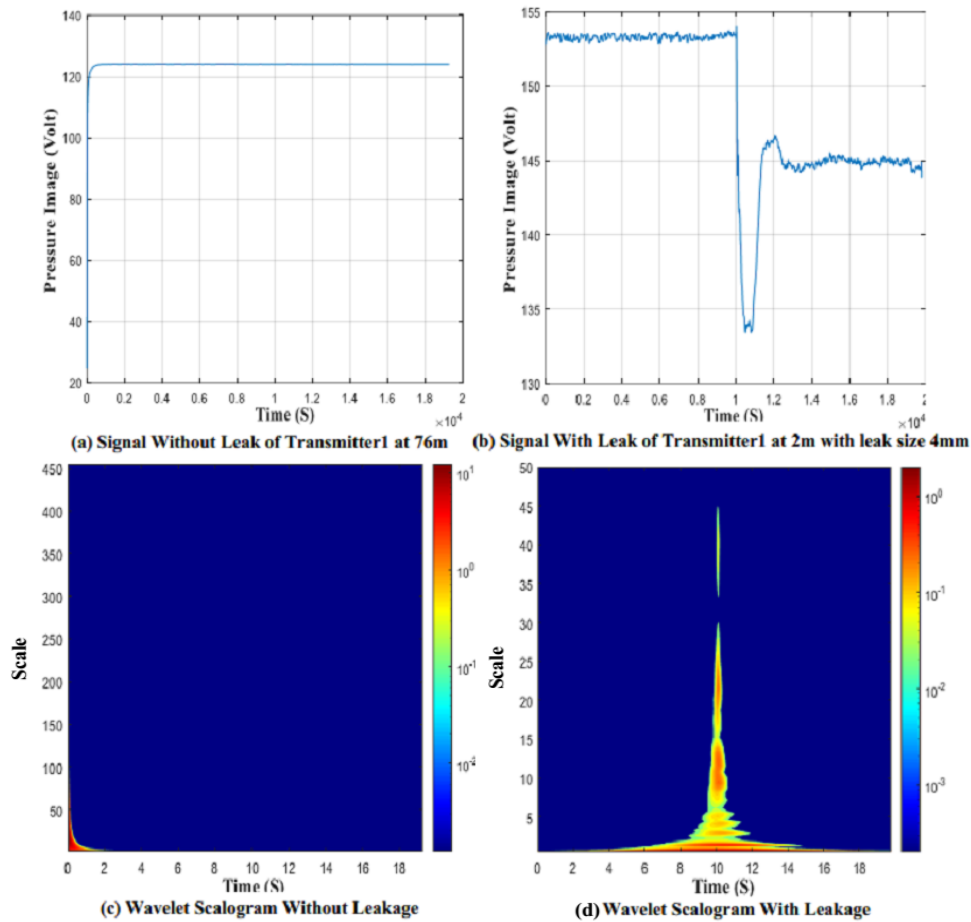 140
120
100
80
60
40
20
Pressure Image (Volt)
0 0.2 0.4 0.6 0.8 1 1.2 1.4 1.6 1.8 2
Time (S)
×10⁴
(a) Signal Without Leak of Transmitter1 at 76m
155
150
145
140
135
130
Pressure Image (Volt)
0 0.2 0.4 0.6 0.8 1 1.2 1.4 1.6 1.8 2
Time (S)
×10⁴
(b) Signal With Leak of Transmitter1 at 2m with leak size 4mm
450
400
350
300
250
200
150
100
50
Scale
0 2 4 6 8 10 12 14 16 18
Time (S)
10¹
10⁰
10⁻¹
(c) Wavelet Scalogram Without Leakage
50
45
40
35
30
25
20
15
10
5
Scale
0 2 4 6 8 10 12 14 16 18
Time (S)
10⁰
10⁻¹
10⁻²
10⁻³
(d) Wavelet Scalogram With Leakage